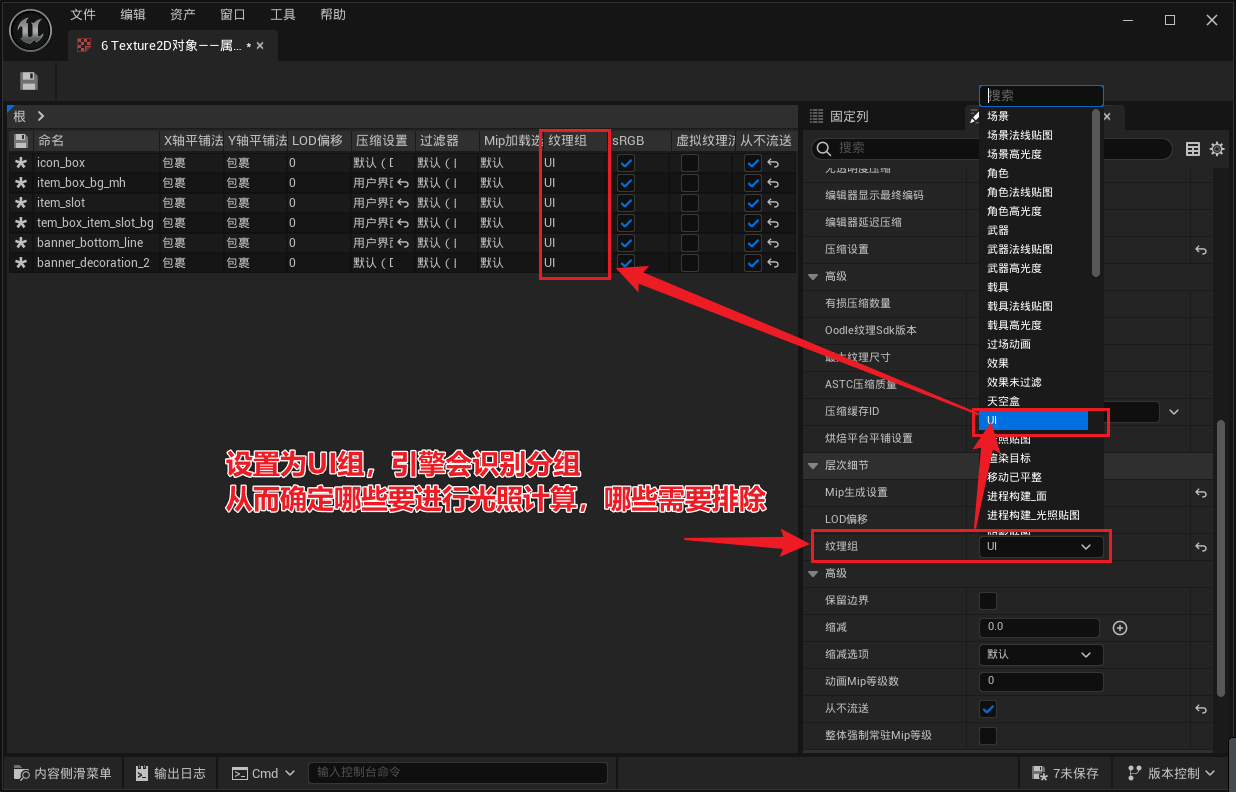 文件 编辑 资产 窗口 工具 帮助
6 Texture2D对象——属... *
根
命名 X轴平铺法 Y轴平铺法 LOD偏移 压缩设置 过滤器 Mip加载选 纹理组 sRGB 虚拟纹理流 从不流送
icon_box 包裹 包裹 0 默认（ 默认（ 默认 UI
item_box_bg_mh 包裹 包裹 0 用户界 默认（ 默认 UI
item_slot 包裹 包裹 0 用户界 默认（ 默认 UI
tem_box_item_slot_bg 包裹 包裹 0 用户界 默认（ 默认 UI
banner_bottom_line 包裹 包裹 0 用户界 默认（ 默认 UI
banner_decoration_2 包裹 包裹 0 默认（ 默认（ 默认 UI
设置为UI组，引擎会识别分组
从而确定哪些要进行光照计算，哪些需要排除
固定列
搜索
无透明度压缩
编辑器显示最终编码
编辑器延迟压缩
压缩设置
高级
有损压缩数量
Oodle纹理Sdk版本
最大纹理尺寸
ASTC压缩质量
压缩缓存ID
烘焙平台平铺设置
层次细节
Mip生成设置
LOD偏移
纹理组 UI
高级
保留边界
缩减 0.0
缩减选项 默认
动画Mip等级数 0
从不流送
整体强制常驻Mip等级
搜索
场景
场景法线贴图
场景高光度
角色
角色法线贴图
角色高光度
武器
武器法线贴图
武器高光度
载具
载具法线贴图
载具高光度
过场动画
效果
效果未过滤
天空盒
UI
光照贴图
渲染目标
移动已平整
进程构建_面
进程构建_光照贴图
阴影贴图
内容侧滑菜单 输出日志 Cmd 输入控制台命令 7未保存 版本控制